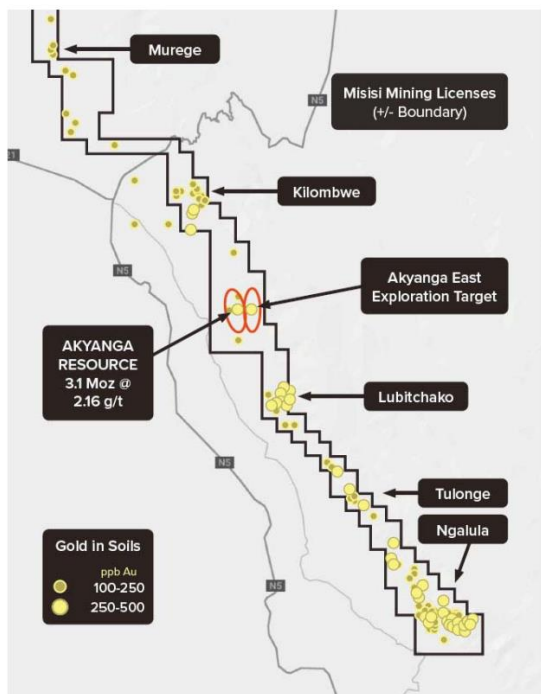 Murege
N5
Misisi Mining Licenses
(+/- Boundary)
Kilombwe
N5
Akyanga East
Exploration Target
AKYANGA
RESOURCE
3.1 Moz @
2.16 g/t
Lubitchako
N5
Tulonge
Ngalula
Gold in Soils
ppb Au
100-250
250-500
N5